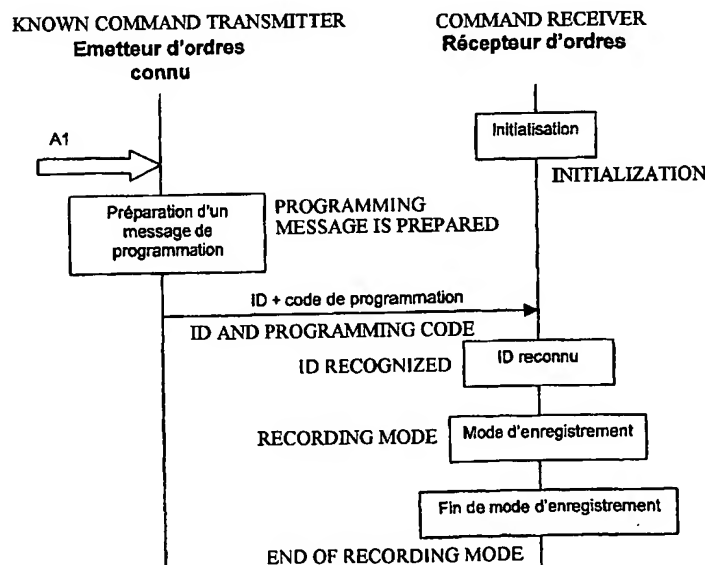 KNOWN COMMAND TRANSMITTER
Emetteur d'ordres
connu
COMMAND RECEIVER
Récepteur d'ordres
A1
Initialisation
INITIALIZATION
Préparation d'un
message de
programmation
PROGRAMMING
MESSAGE IS PREPARED
ID + code de programmation
ID AND PROGRAMMING CODE
ID RECOGNIZED
ID reconnu
RECORDING MODE
Mode d'enregistrement
Fin de mode d'enregistrement
END OF RECORDING MODE